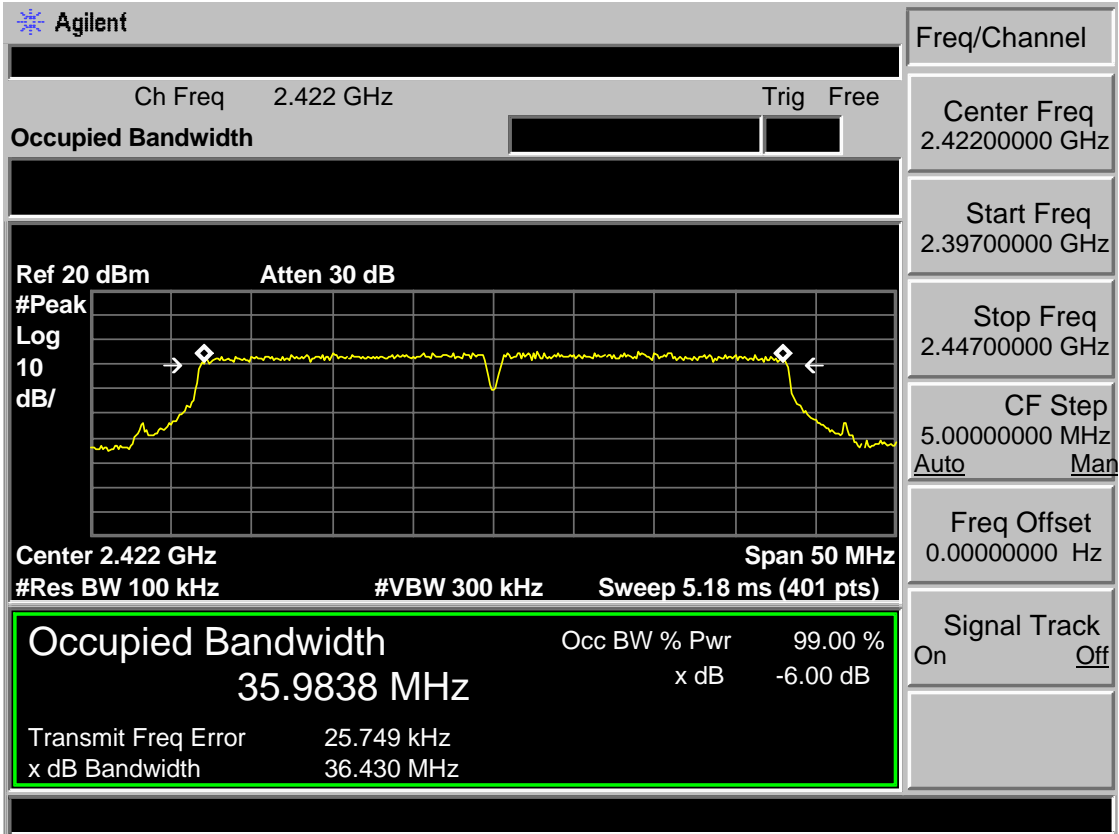 Agilent
Freq/Channel
Ch Freq 2.422 GHz Trig Free
Occupied Bandwidth
Center Freq
2.42200000 GHz
Start Freq
2.39700000 GHz
Stop Freq
2.44700000 GHz
CF Step
5.00000000 MHz
Auto Man
Freq Offset
0.00000000 Hz
Signal Track
On Off
Ref 20 dBm Atten 30 dB
#Peak
Log
10
dB/
Center 2.422 GHz Span 50 MHz
#Res BW 100 kHz #VBW 300 kHz Sweep 5.18 ms (401 pts)
Occupied Bandwidth
35.9838 MHz
Occ BW % Pwr 99.00 %
x dB -6.00 dB
Transmit Freq Error 25.749 kHz
x dB Bandwidth 36.430 MHz